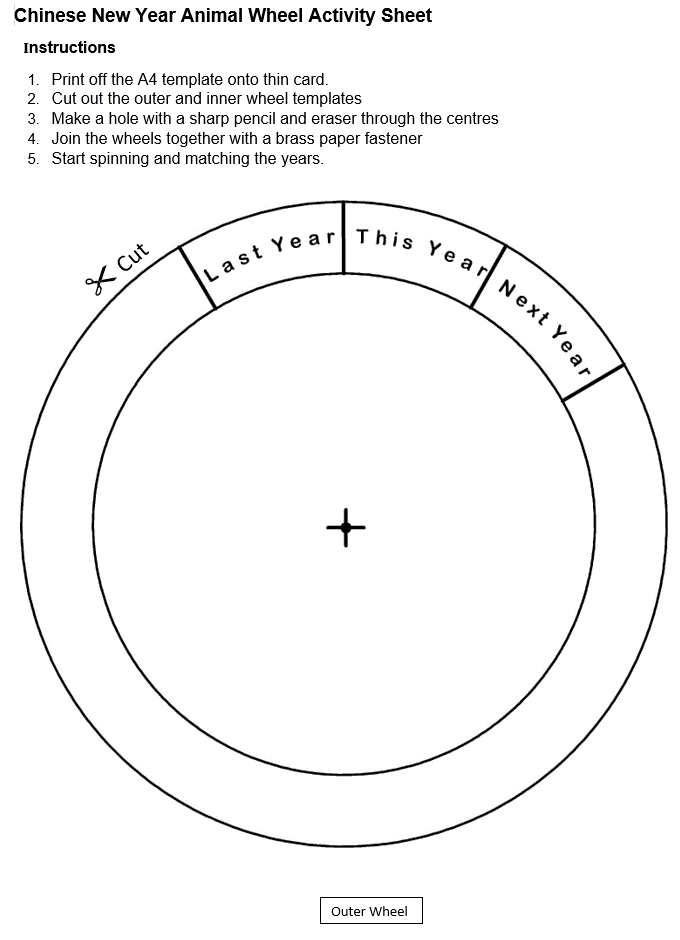 Chinese New Year Animal Wheel Activity Sheet
Instructions
1. Print off the A4 template onto thin card.
2. Cut out the outer and inner wheel templates
3. Make a hole with a sharp pencil and eraser through the centres
4. Join the wheels together with a brass paper fastener
5. Start spinning and matching the years.
Cut
Last Year
This Year
Next Year
Outer Wheel